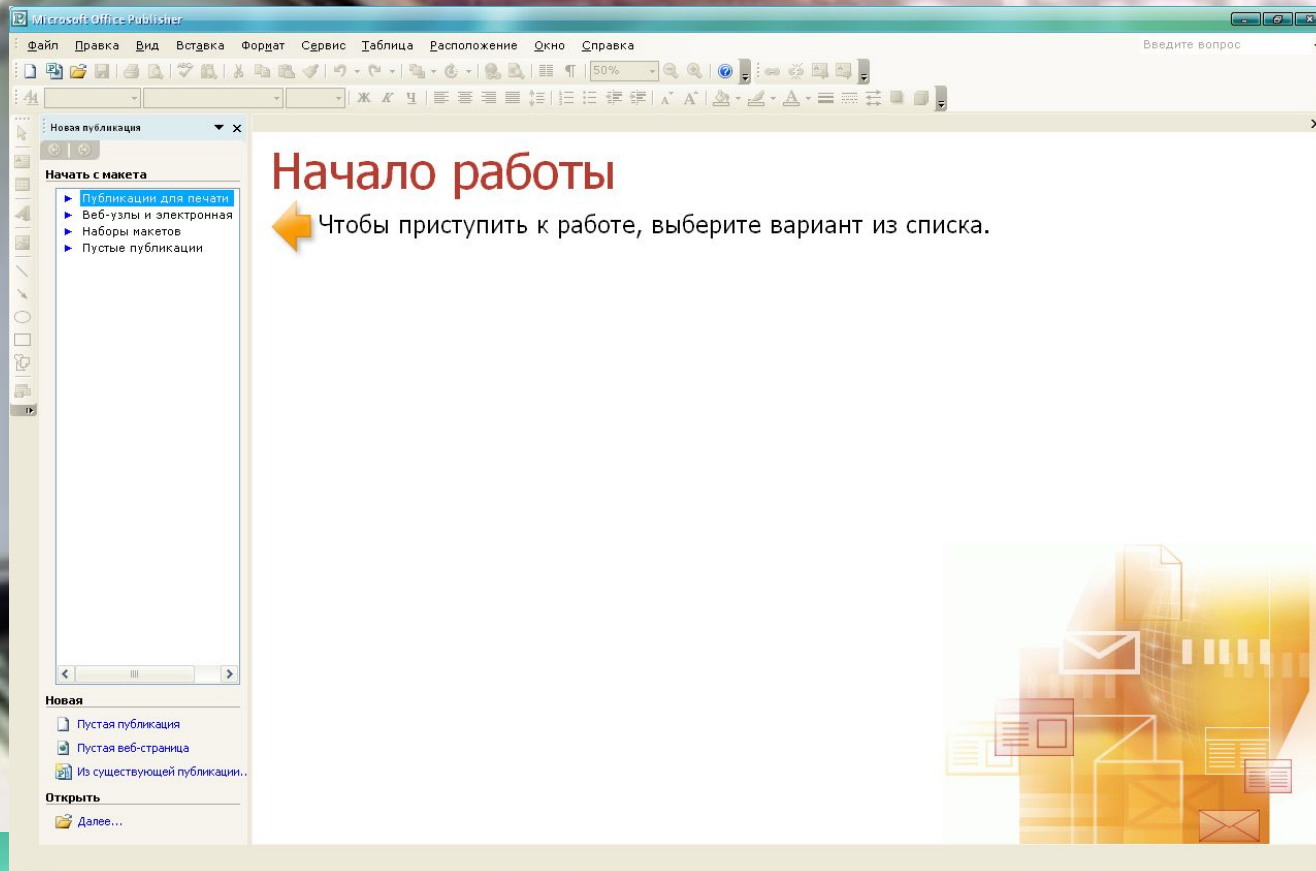 Microsoft Office Publisher
Файл Правка Вид Вставка Формат Сервис Таблица Расположение Окно Справка Введите вопрос
50%
Ж К Ч
Новая публикация
Начать с макета
Публикации для печати
Веб-узлы и электронная
Наборы макетов
Пустые публикации
Начало работы
Чтобы приступить к работе, выберите вариант из списка.
Новая
Пустая публикация
Пустая веб-страница
Из существующей публикации..
Открыть
Далее...